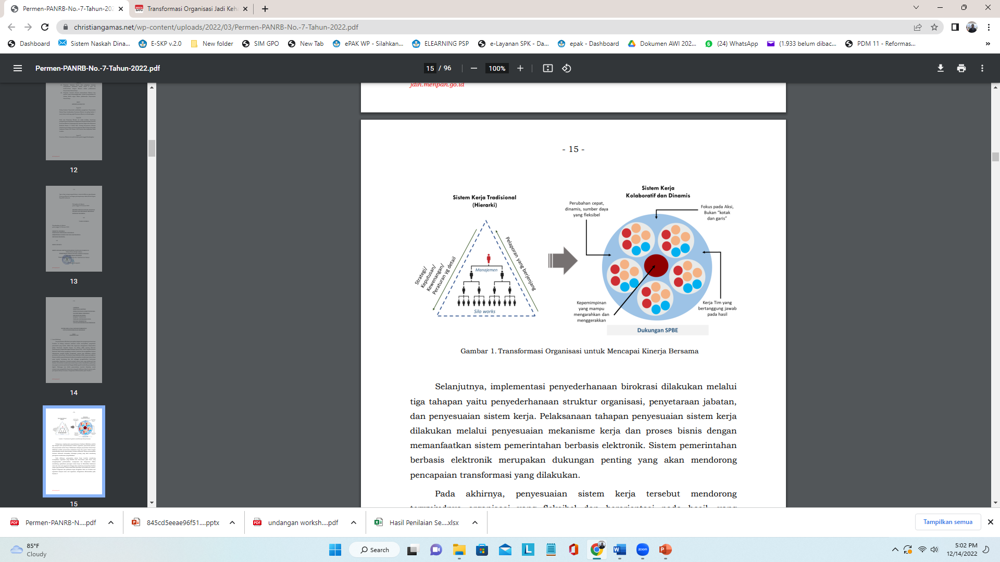 Permen-PANRB-No.-7-Tahun-202
Transformasi Organisasi Jadi Keh
christiangamas.net/wp-content/uploads/2022/03/Permen-PANRB-No.-7-Tahun-2022.pdf
Dashboard
Sistem Naskah Dina...
E-SKP v.2.0
New folder
SIM GPO
New Tab
ePAK WP - Silahkan...
ELEARNING PSP
e-Layanan SPK - Da...
epak - Dashboard
Dokumen AWI 202...
(24) WhatsApp
(1.933 belum dibac...
PDM 11 - Reformas...
»
Permen-PANRB-No.-7-Tahun-2022.pdf
15 / 96
100%
12
13
14
15
jdih.menpan.go.id
- 15 -
Sistem Kerja Tradisional
(Hierarki)
Strategi/
Keputusan/
Kewenangan/
Peraturan yg detail
Pelaporan yang berjenjang
Manajemen
Silo works
Sistem Kerja
Kolaboratif dan Dinamis
Perubahan cepat,
dinamis, sumber daya
yang fleksibel
Fokus pada Aksi,
Bukan "kotak
dan garis"
Kepemimpinan
yang mampu
mengarahkan dan
menggerakkan
Kerja Tim yang
bertanggung jawab
pada hasil
Dukungan SPBE
Gambar 1. Transformasi Organisasi untuk Mencapai Kinerja Bersama
Selanjutnya, implementasi penyederhanaan birokrasi dilakukan melalui
tiga tahapan yaitu penyederhanaan struktur organisasi, penyetaraan jabatan,
dan penyesuaian sistem kerja. Pelaksanaan tahapan penyesuaian sistem kerja
dilakukan melalui penyesuaian mekanisme kerja dan proses bisnis dengan
memanfaatkan sistem pemerintahan berbasis elektronik. Sistem pemerintahan
berbasis elektronik merupakan dukungan penting yang akan mendorong
pencapaian transformasi yang dilakukan.
Pada akhirnya, penyesuaian sistem kerja tersebut mendorong
terwujudnya organisasi yang fleksibel dan berorientasi pada hasil yang
Permen-PANRB-N....pdf
845cd5eeae96f51....pptx
undangan worksh....pdf
Hasil Penilaian Se....xlsx
Tampilkan semua
85°F
Cloudy
Search
zoom
5:02 PM
12/14/2022